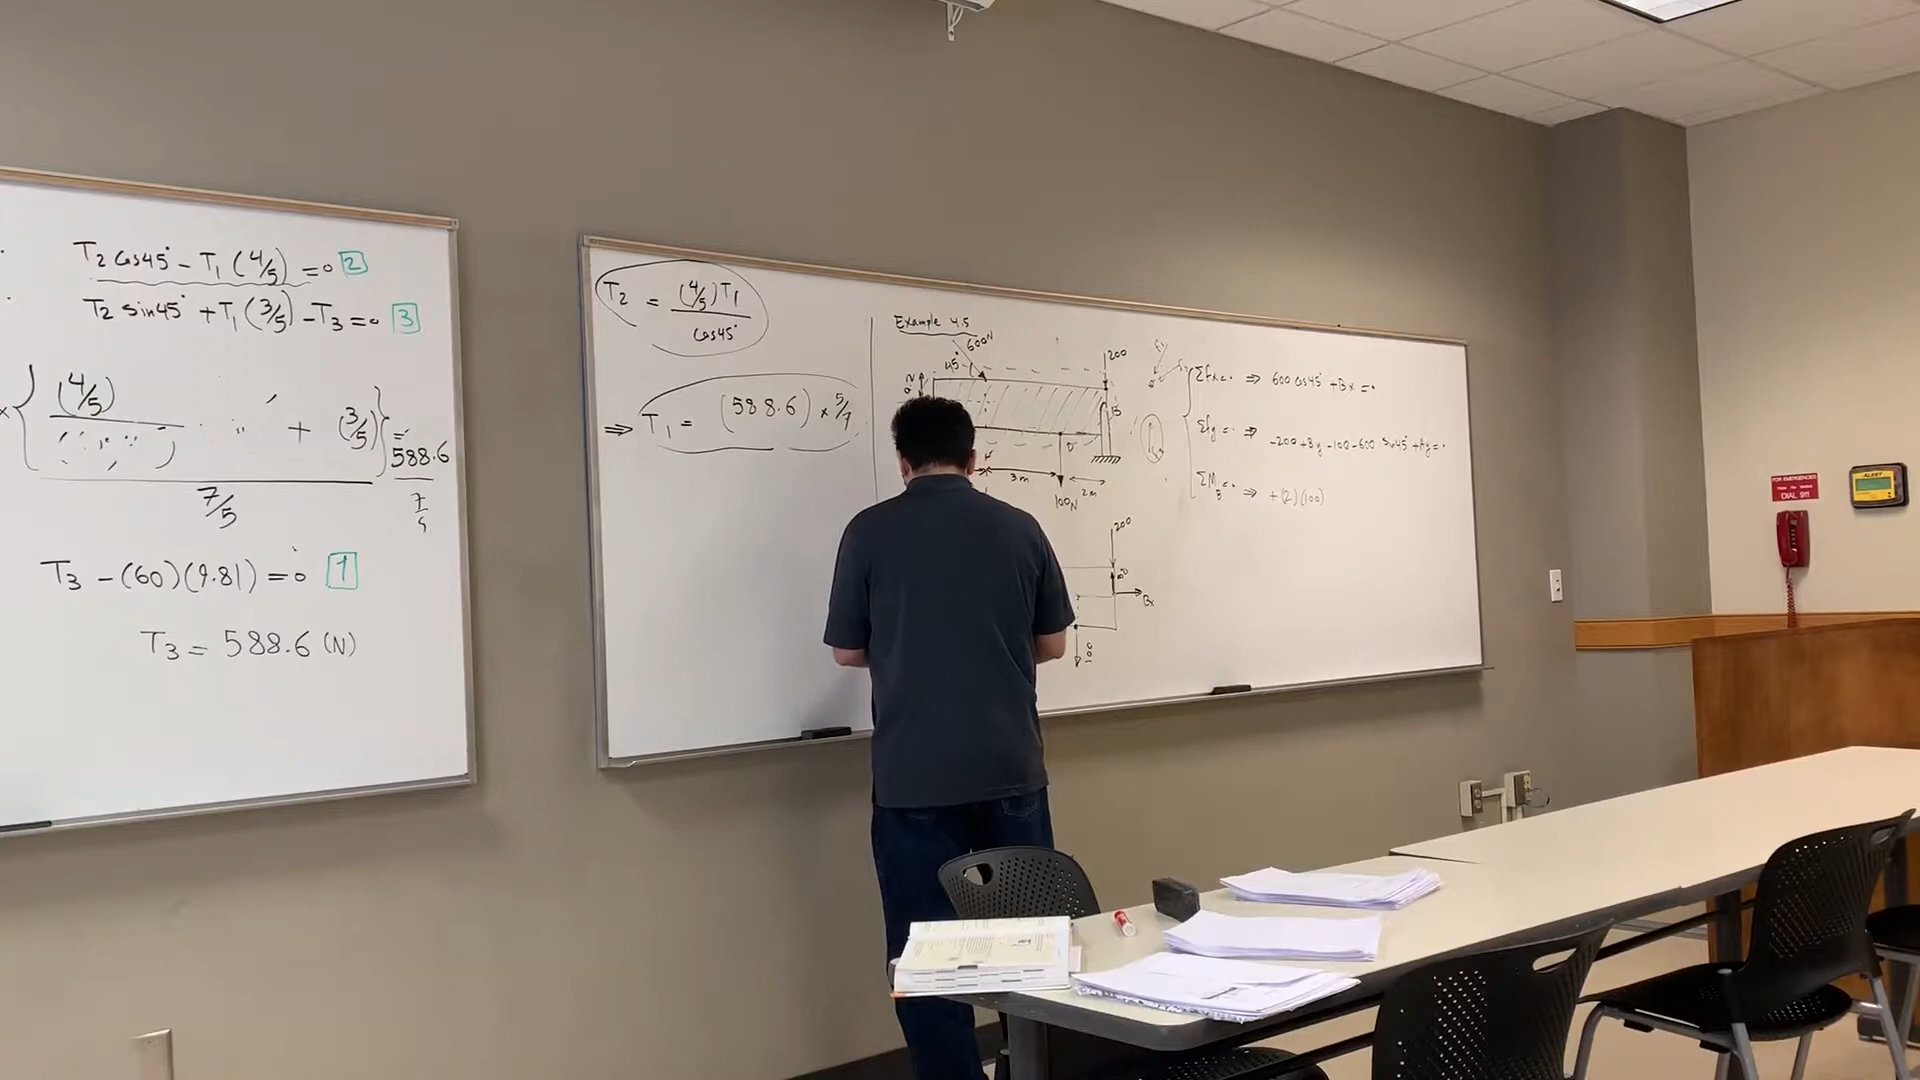 T2 Cos45° - T1 (4/5) = 0 2
T2 sin45° + T1 (3/5) - T3 = 0 3
x { (4/5) + (3/5) } = 588.6
7/5
T3 - (60)(9.81) = 0 1
T3 = 588.6 (N)
T2 = (4/5)T1 / Cos45°
⇒ T1 = (588.6) × 5/7
Example 4.5
600N
45°
200
B
D
3m
2m
100N
200
Bx
100
Σfx=0 ⇒ 600 Cos45° + Bx = 0
Σfy=0 ⇒ -200 + By - 100 - 600 Sin45° + Ay = 0
ΣMB=0 ⇒ +(2)(100)
FOR EMERGENCIES
DIAL 911
ALERT